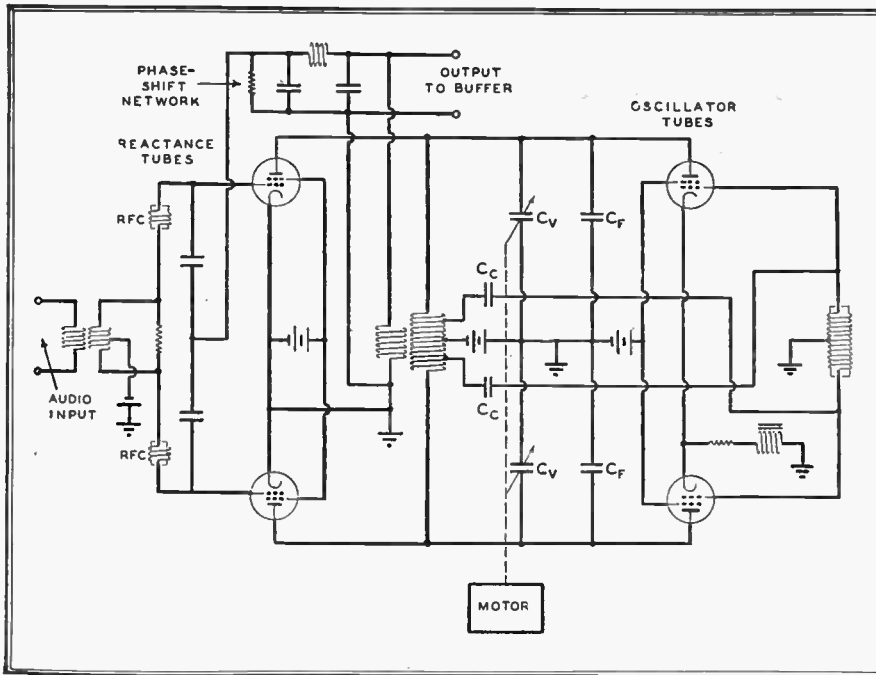 PHASE-
SHIFT
NETWORK
OUTPUT
TO BUFFER
OSCILLATOR
TUBES
REACTANCE
TUBES
RFC
CV
CF
CC
AUDIO
INPUT
CC
RFC
CV
CF
MOTOR